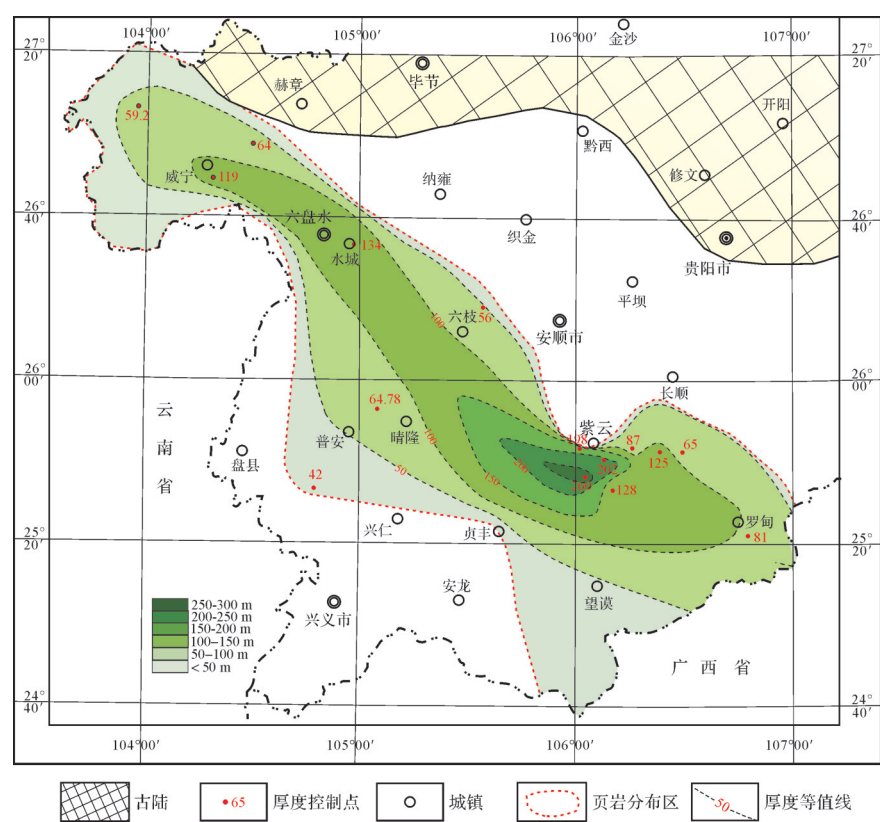 104°00′ 105°00′ 106°00′ 107°00′
金沙
27°
20′
27°
20′
毕节
赫章
开阳
59.2
黔西
64
威宁
119
纳雍
修文
26°
40′
六盘水
织金
26°
40′
134
水城
贵阳市
平坝
100
六枝
56
安顺市
26°
00′
26°
00′
长顺
云
南
省
64.78
紫云
198
87
65
普安
晴隆
100
盘县
50
150
200
125
42
128
兴仁
贞丰
罗甸
81
25°
20′
25°
20′
安龙
望谟
兴义市
250-300 m
200-250 m
150-200 m
100-150 m
50-100 m
< 50 m
广西省
24°
40′
24°
40′
104°00′ 105°00′ 106°00′ 107°00′
古陆
65 厚度控制点
城镇
页岩分布区
50 厚度等值线